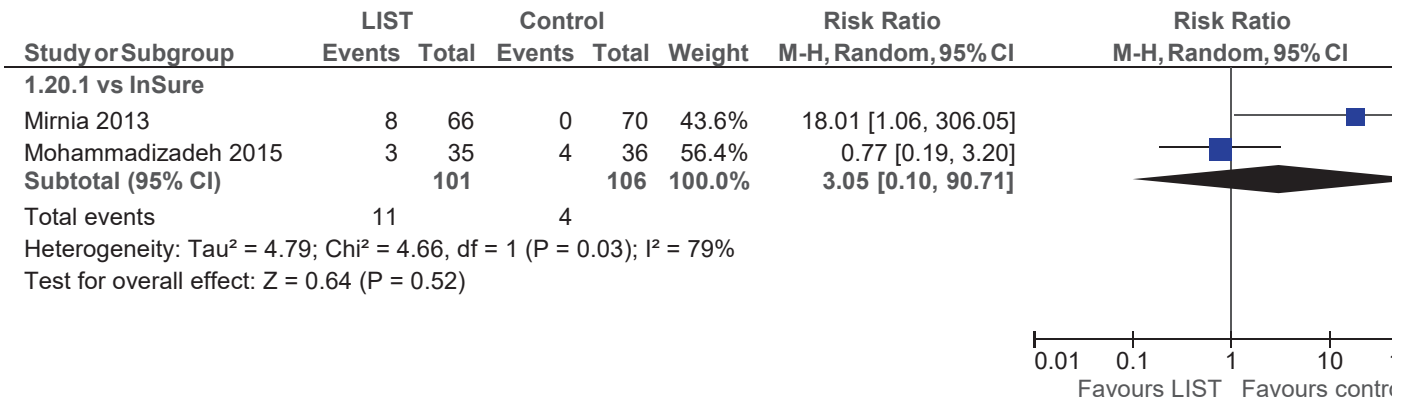 LIST Control Risk Ratio Risk Ratio
Study or Subgroup Events Total Events Total Weight M-H, Random, 95% CI M-H, Random, 95% CI
1.20.1 vs InSure
Mirnia 2013 8 66 0 70 43.6% 18.01 [1.06, 306.05]
Mohammadizadeh 2015 3 35 4 36 56.4% 0.77 [0.19, 3.20]
Subtotal (95% CI) 101 106 100.0% 3.05 [0.10, 90.71]
Total events 11 4
Heterogeneity: Tau² = 4.79; Chi² = 4.66, df = 1 (P = 0.03); I² = 79%
Test for overall effect: Z = 0.64 (P = 0.52)
0.01 0.1 1 10
Favours LIST Favours contro